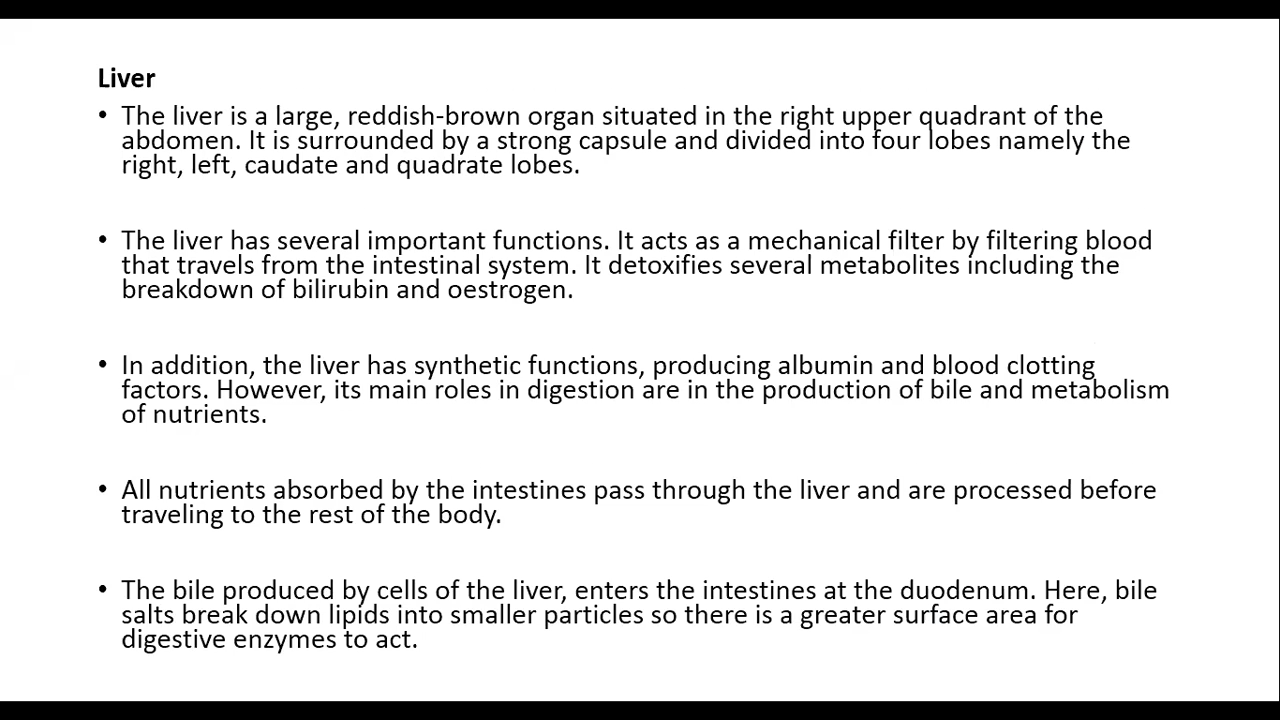 Liver
• The liver is a large, reddish-brown organ situated in the right upper quadrant of the
abdomen. It is surrounded by a strong capsule and divided into four lobes namely the
right, left, caudate and quadrate lobes.
• The liver has several important functions. It acts as a mechanical filter by filtering blood
that travels from the intestinal system. It detoxifies several metabolites including the
breakdown of bilirubin and oestrogen.
• In addition, the liver has synthetic functions, producing albumin and blood clotting
factors. However, its main roles in digestion are in the production of bile and metabolism
of nutrients.
• All nutrients absorbed by the intestines pass through the liver and are processed before
traveling to the rest of the body.
• The bile produced by cells of the liver, enters the intestines at the duodenum. Here, bile
salts break down lipids into smaller particles so there is a greater surface area for
digestive enzymes to act.